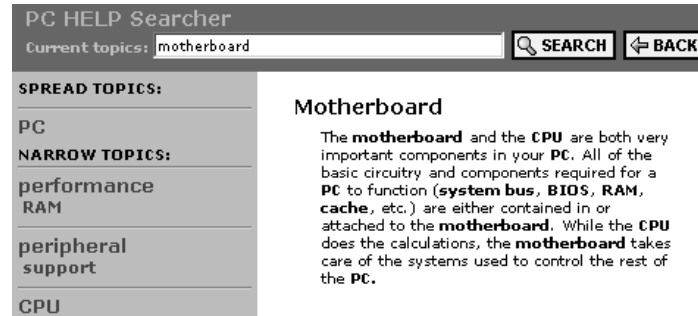 PC HELP Searcher
Current topics: motherboard SEARCH BACK
SPREAD TOPICS:
PC
NARROW TOPICS:
performance
RAM
peripheral
support
CPU
Motherboard
The motherboard and the CPU are both very
important components in your PC. All of the
basic circuitry and components required for a
PC to function (system bus, BIOS, RAM,
cache, etc.) are either contained in or
attached to the motherboard. While the CPU
does the calculations, the motherboard takes
care of the systems used to control the rest of
the PC.